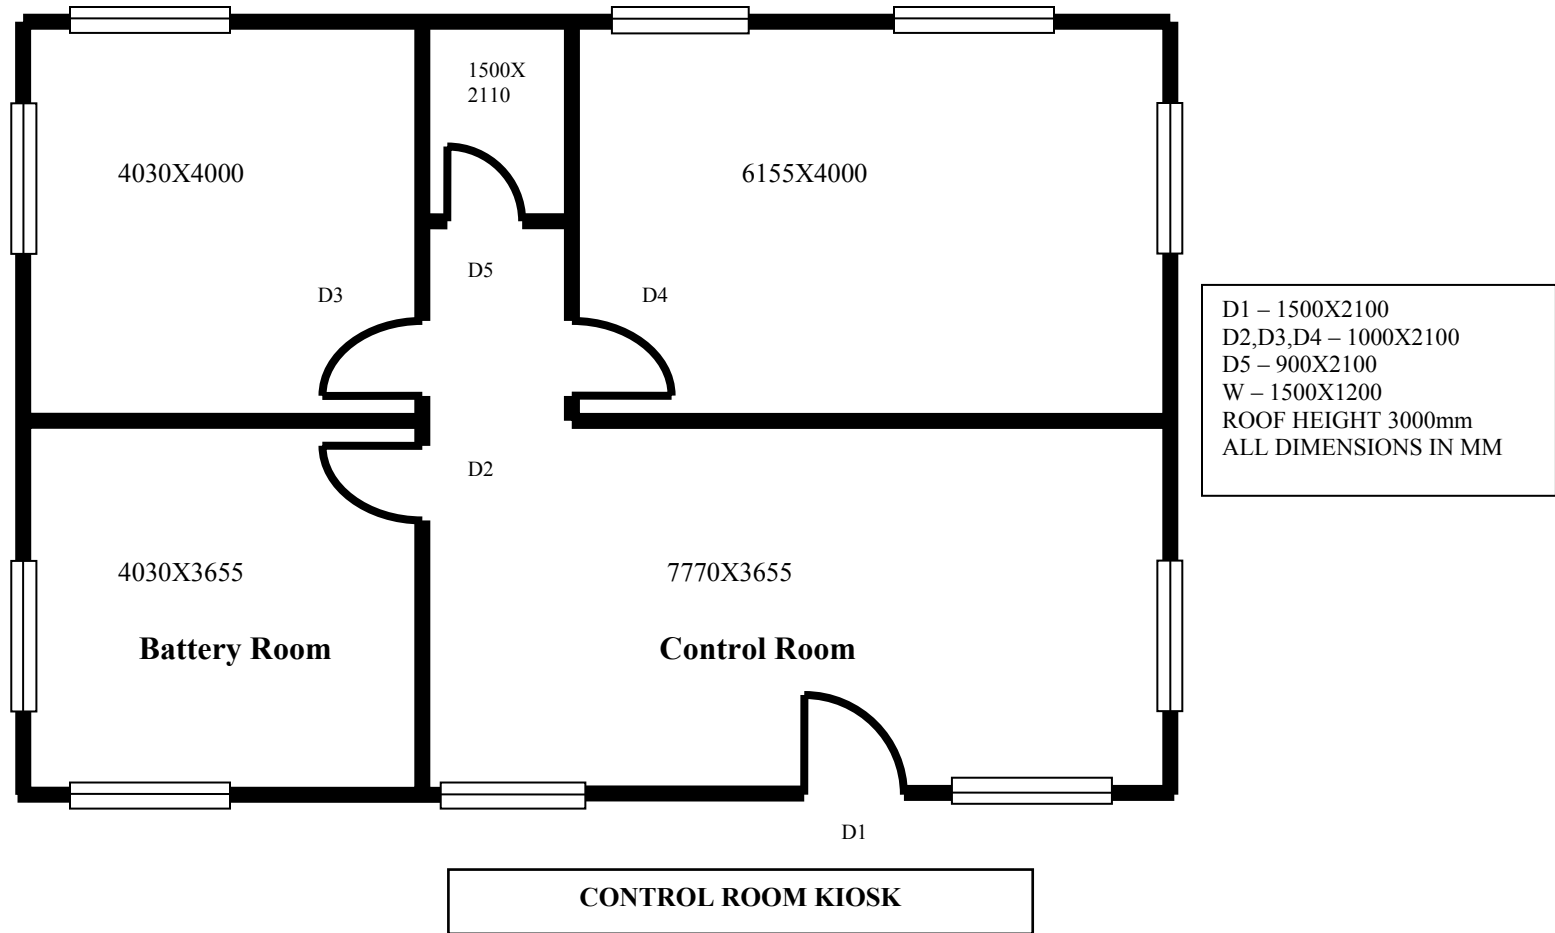 1500X
2110
4030X4000
6155X4000
D5
D3
D4
D1 – 1500X2100
D2,D3,D4 – 1000X2100
D5 – 900X2100
W – 1500X1200
ROOF HEIGHT 3000mm
ALL DIMENSIONS IN MM
D2
4030X3655
7770X3655
Battery Room
Control Room
D1
CONTROL ROOM KIOSK